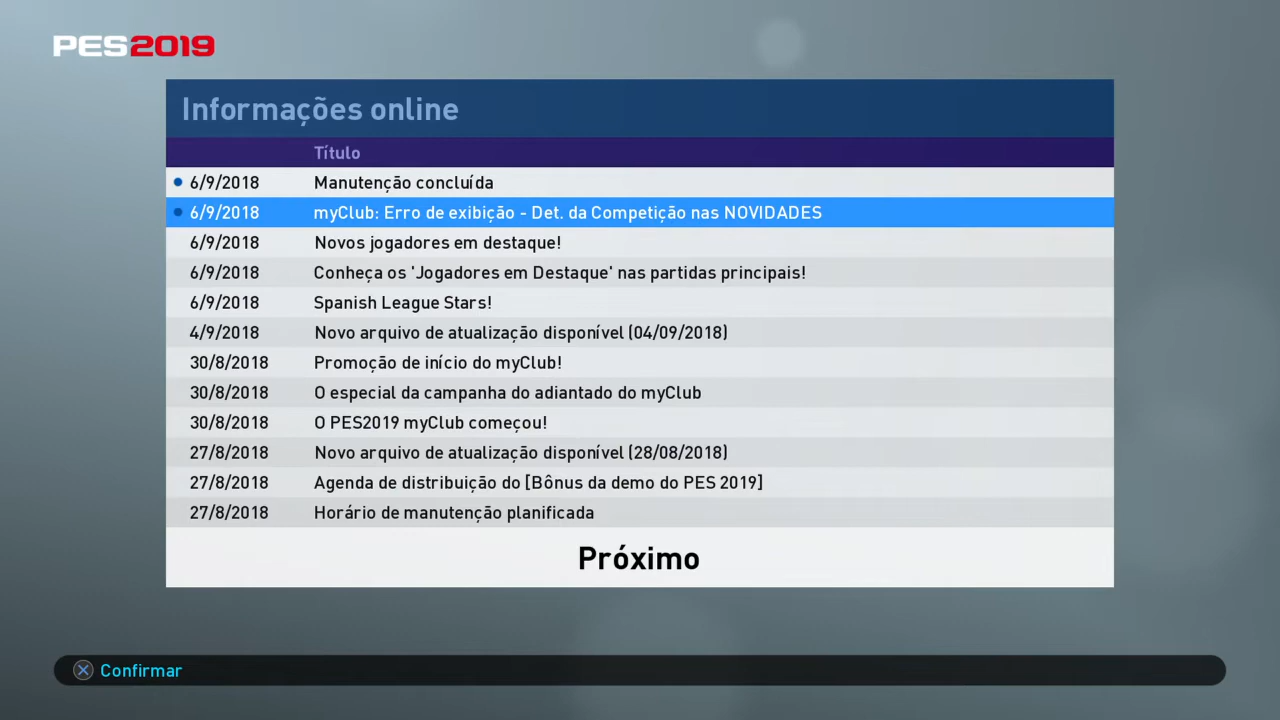 PES2019
Informações online
Título
6/9/2018 Manutenção concluída
6/9/2018 myClub: Erro de exibição - Det. da Competição nas NOVIDADES
6/9/2018 Novos jogadores em destaque!
6/9/2018 Conheça os 'Jogadores em Destaque' nas partidas principais!
6/9/2018 Spanish League Stars!
4/9/2018 Novo arquivo de atualização disponível (04/09/2018)
30/8/2018 Promoção de início do myClub!
30/8/2018 O especial da campanha do adiantado do myClub
30/8/2018 O PES2019 myClub começou!
27/8/2018 Novo arquivo de atualização disponível (28/08/2018)
27/8/2018 Agenda de distribuição do [Bônus da demo do PES 2019]
27/8/2018 Horário de manutenção planificada
Próximo
Confirmar